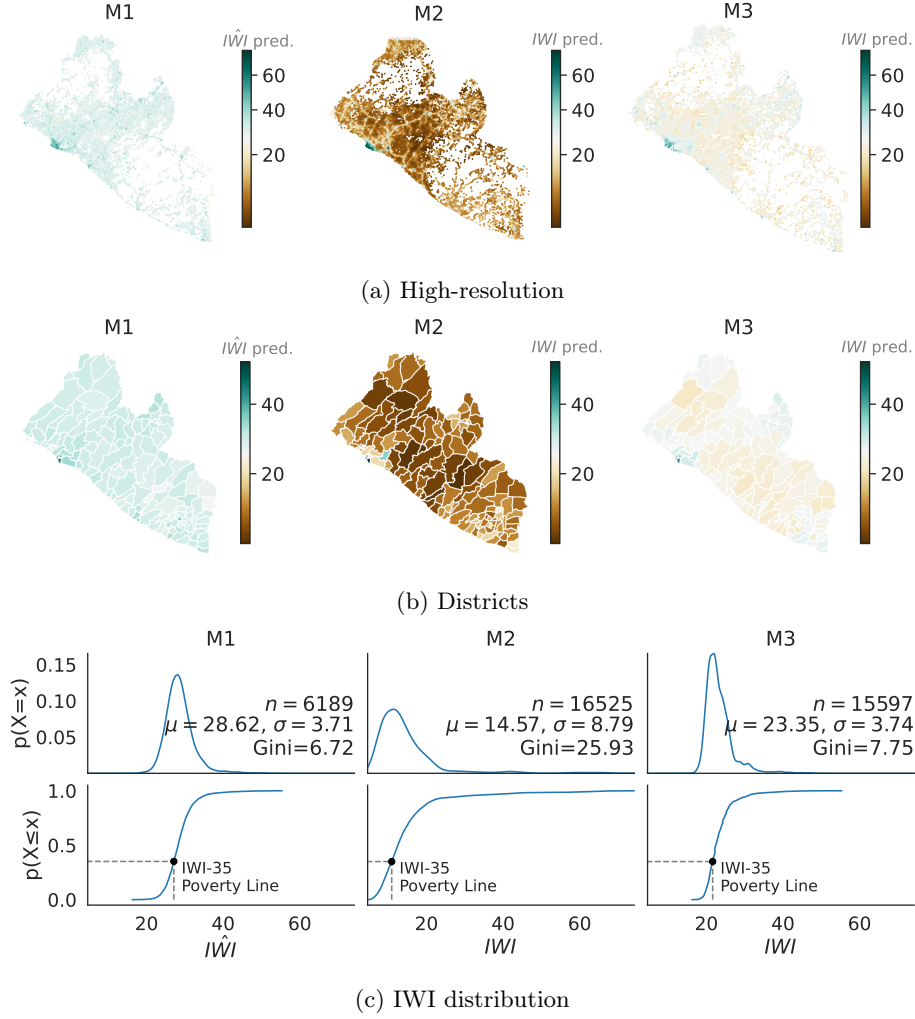 M1 M2 M3
IŴI pred. IWI pred. IWI pred.
60 60 60
40 40 40
20 20 20
(a) High-resolution
M1 M2 M3
IŴI pred. IWI pred. IWI pred.
40 40 40
20 20 20
(b) Districts
M1 M2 M3
p(X=x)
0.15
0.10
0.05
n = 6189
μ = 28.62, σ = 3.71
Gini=6.72
n = 16525
μ = 14.57, σ = 8.79
Gini=25.93
n = 15597
μ = 23.35, σ = 3.74
Gini=7.75
p(X≤x)
1.0
0.5
0.0
IWI-35
Poverty Line
IWI-35
Poverty Line
IWI-35
Poverty Line
20 40 60 20 40 60 20 40 60
IŴI IWI IWI
(c) IWI distribution